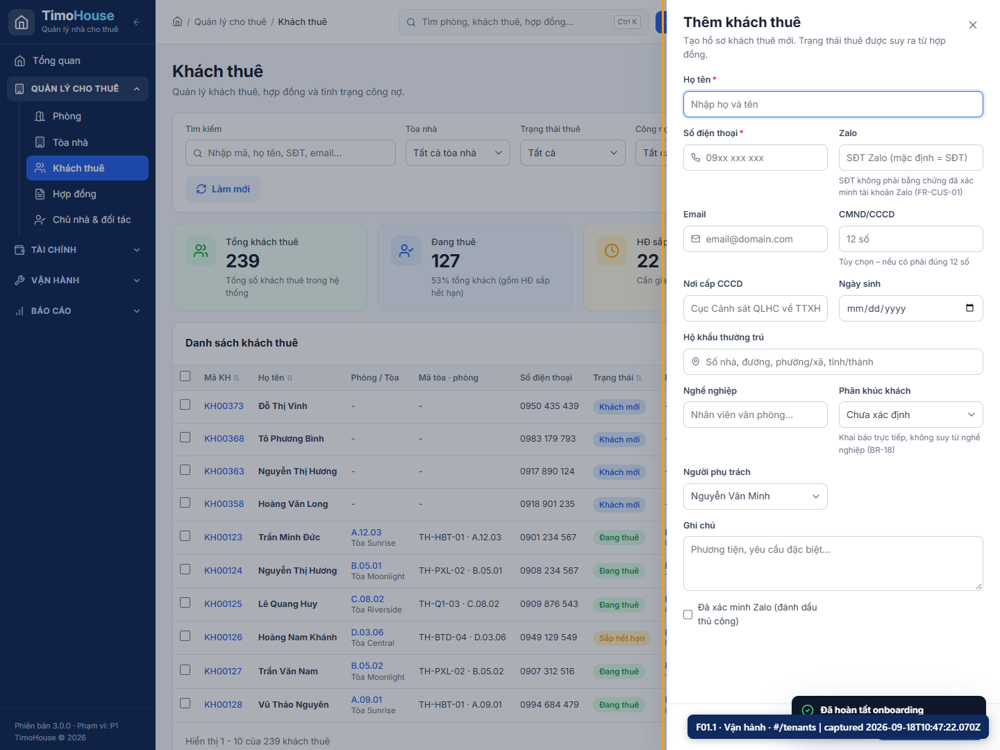 TimoHouse
Quản lý nhà cho thuê
Tổng quan
QUẢN LÝ CHO THUÊ
Phòng
Tòa nhà
Khách thuê
Hợp đồng
Chủ nhà & đối tác
TÀI CHÍNH
VẬN HÀNH
BÁO CÁO
Phiên bản 3.0.0 · Phạm vi: P1
TimoHouse © 2026
/ Quản lý cho thuê / Khách thuê
Tìm phòng, khách thuê, hợp đồng... Ctrl K
Khách thuê
Quản lý khách thuê, hợp đồng và tình trạng công nợ.
Tìm kiếm Tòa nhà Trạng thái thuê
Nhập mã, họ tên, SĐT, email... Tất cả tòa nhà Tất cả
Làm mới
Tổng khách thuê
239
Tổng số khách thuê trong hệ
thống
Đang thuê
127
53% tổng khách (gồm HĐ sắp
hết hạn)
HĐ
22
Cần
Danh sách khách thuê
Mã KH Họ tên Phòng / Tòa Mã tòa · phòng Số điện thoại Trạng thái
KH00373 Đỗ Thị Vinh - - 0950 435 439 Khách mới
KH00368 Tô Phương Bình - - 0983 179 793 Khách mới
KH00363 Nguyễn Thị Hương - - 0917 890 124 Khách mới
KH00358 Hoàng Văn Long - - 0918 901 235 Khách mới
KH00123 Trần Minh Đức A.12.03 Tòa Sunrise TH-HBT-01 · A.12.03 0901 234 567 Đang thuê
KH00124 Nguyễn Thị Hương B.05.01 Tòa Moonlight TH-PXL-02 · B.05.01 0908 234 567 Đang thuê
KH00125 Lê Quang Huy C.08.02 Tòa Riverside TH-Q1-03 · C.08.02 0909 876 543 Đang thuê
KH00126 Hoàng Nam Khánh D.03.06 Tòa Central TH-BTD-04 · D.03.06 0949 129 549 Sắp hết hạn
KH00127 Trần Văn Nam B.05.02 Tòa Moonlight TH-PXL-02 · B.05.02 0907 312 516 Đang thuê
KH00128 Vũ Thảo Nguyên A.09.01 Tòa Sunrise TH-HBT-01 · A.09.01 0994 684 479 Đang thuê
Hiển thị 1 - 10 của 239 khách thuê
Thêm khách thuê
Tạo hồ sơ khách thuê mới. Trạng thái thuê được suy ra từ hợp
đồng.
Họ tên *
Nhập họ và tên
Số điện thoại * Zalo
09xx xxx xxx SĐT Zalo (mặc định = SĐT)
SĐT không phải bằng chứng đã xác
minh tài khoản Zalo (FR-CUS-01)
Email CMND/CCCD
email@domain.com 12 số
Tùy chọn – nếu có phải đúng 12 số
Nơi cấp CCCD Ngày sinh
Cục Cảnh sát QLHC về TTXH mm/dd/yyyy
Hộ khẩu thường trú
Số nhà, đường, phường/xã, tỉnh/thành
Nghề nghiệp Phân khúc khách
Nhân viên văn phòng... Chưa xác định
Khai báo trực tiếp, không suy từ nghề
nghiệp (BR-18)
Người phụ trách
Nguyễn Văn Minh
Ghi chú
Phương tiện, yêu cầu đặc biệt...
Đã xác minh Zalo (đánh dấu
thủ công)
Đã hoàn tất onboarding
F01.1 · Vận hành · #/tenants | captured 2026-09-18T10:47:22.070Z